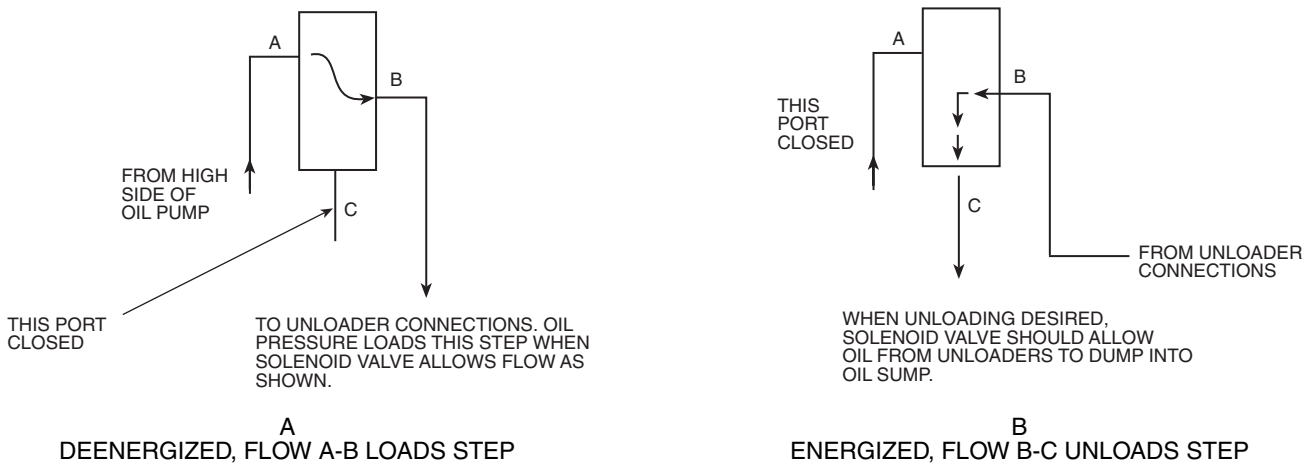 A
B
FROM HIGH
SIDE OF
OIL PUMP
C
THIS PORT
CLOSED
TO UNLOADER CONNECTIONS. OIL
PRESSURE LOADS THIS STEP WHEN
SOLENOID VALVE ALLOWS FLOW AS
SHOWN.
A
DEENERGIZED, FLOW A-B LOADS STEP
A
B
THIS
PORT
CLOSED
C
FROM UNLOADER
CONNECTIONS
WHEN UNLOADING DESIRED,
SOLENOID VALVE SHOULD ALLOW
OIL FROM UNLOADERS TO DUMP INTO
OIL SUMP.
B
ENERGIZED, FLOW B-C UNLOADS STEP